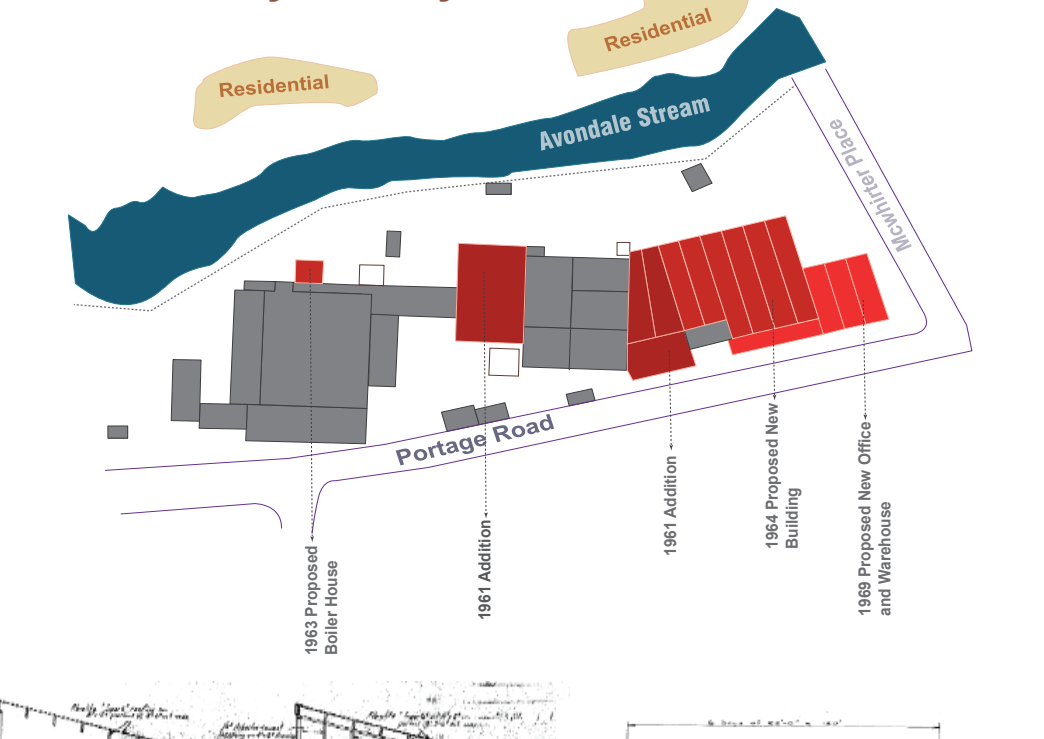 Residential
Residential
Avondale Stream
Mcwhirter Place
Portage Road
1963 Proposed
Boiler House
1961 Addition
1961 Addition
1964 Proposed New
Building
1969 Proposed New Office
and Warehouse